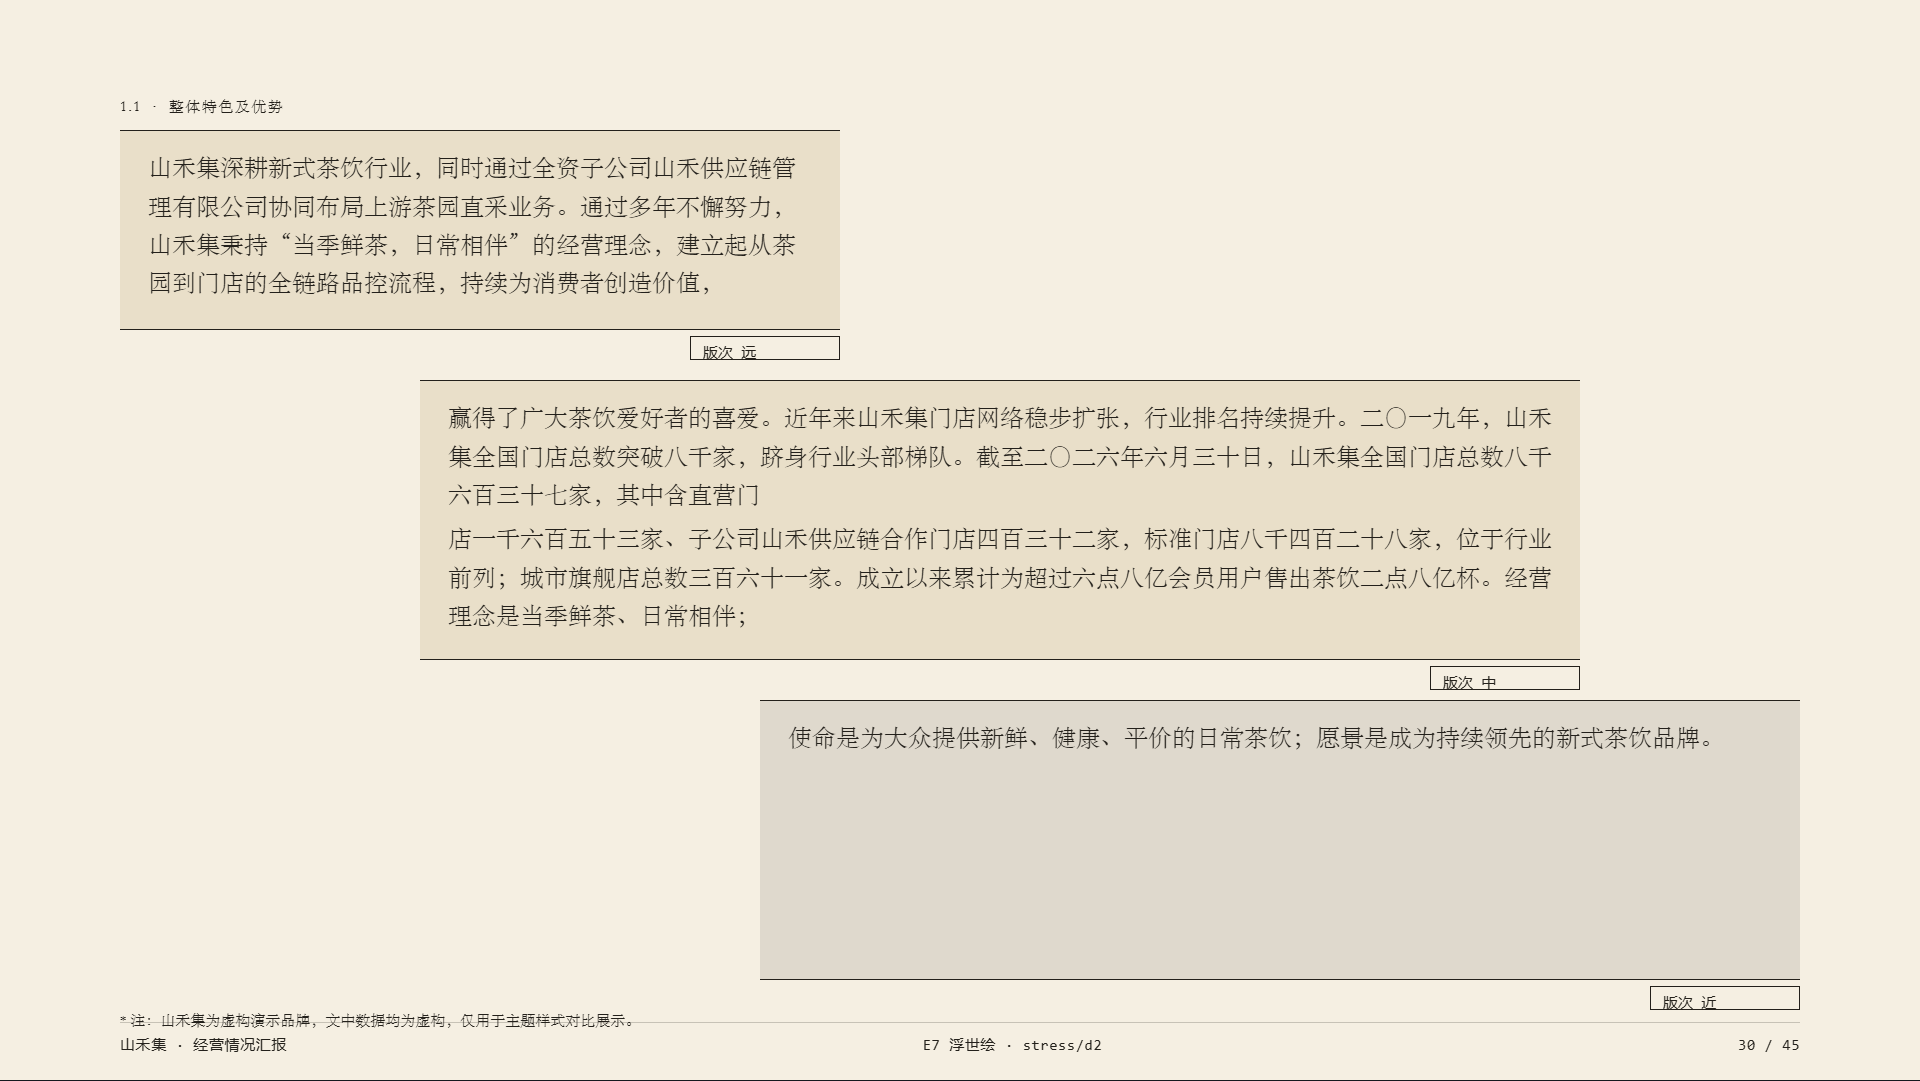 1.1 · 整体特色及优势
山禾集深耕新式茶饮行业，同时通过全资子公司山禾供应链管
理有限公司协同布局上游茶园直采业务。通过多年不懈努力，
山禾集秉持“当季鲜茶，日常相伴”的经营理念，建立起从茶
园到门店的全链路品控流程，持续为消费者创造价值，
版次 远
赢得了广大茶饮爱好者的喜爱。近年来山禾集门店网络稳步扩张，行业排名持续提升。二〇一九年，山禾
集全国门店总数突破八千家，跻身行业头部梯队。截至二〇二六年六月三十日，山禾集全国门店总数八千
六百三十七家，其中含直营门
店一千六百五十三家、子公司山禾供应链合作门店四百三十二家，标准门店八千四百二十八家，位于行业
前列；城市旗舰店总数三百六十一家。成立以来累计为超过六点八亿会员用户售出茶饮二点八亿杯。经营
理念是当季鲜茶、日常相伴；
版次 中
使命是为大众提供新鲜、健康、平价的日常茶饮；愿景是成为持续领先的新式茶饮品牌。
版次 近
* 注：山禾集为虚构演示品牌，文中数据均为虚构，仅用于主题样式对比展示。
山禾集 · 经营情况汇报
E7 浮世绘 · stress/d2
30 / 45